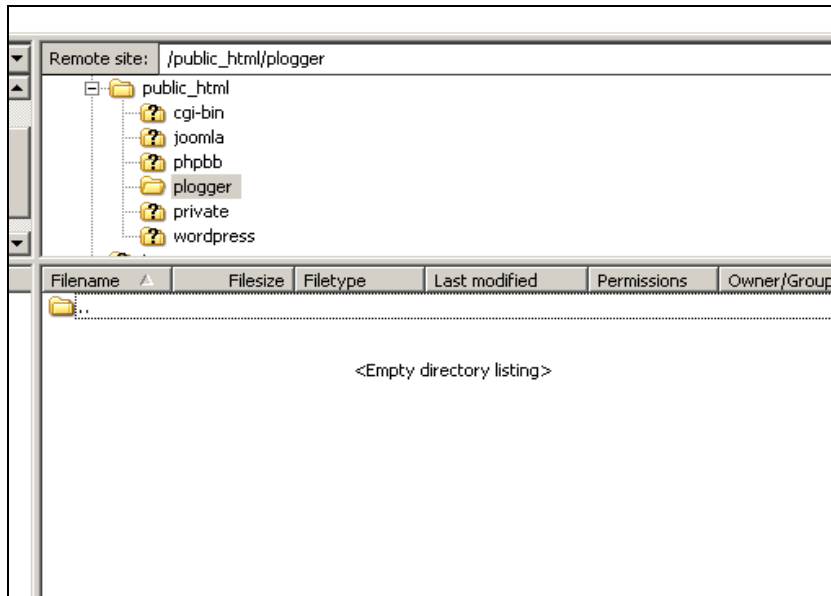 Remote site: /public_html/plogger
public_html
cgi-bin
joomla
phpbb
plogger
private
wordpress
Filename Filesize Filetype Last modified Permissions Owner/Group
..
<Empty directory listing>